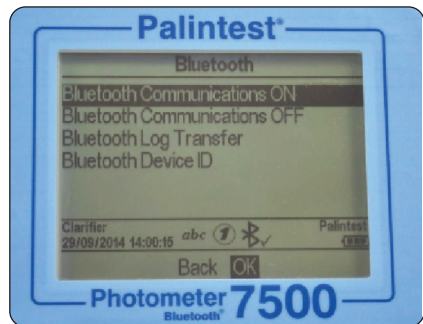 Palintest®
Bluetooth
Bluetooth Communications ON
Bluetooth Communications OFF
Bluetooth Log Transfer
Bluetooth Device ID
Clarifier
29/09/2014 14:00:15 abc 1 Palintest
Back OK
Photometer 7500
Bluetooth®